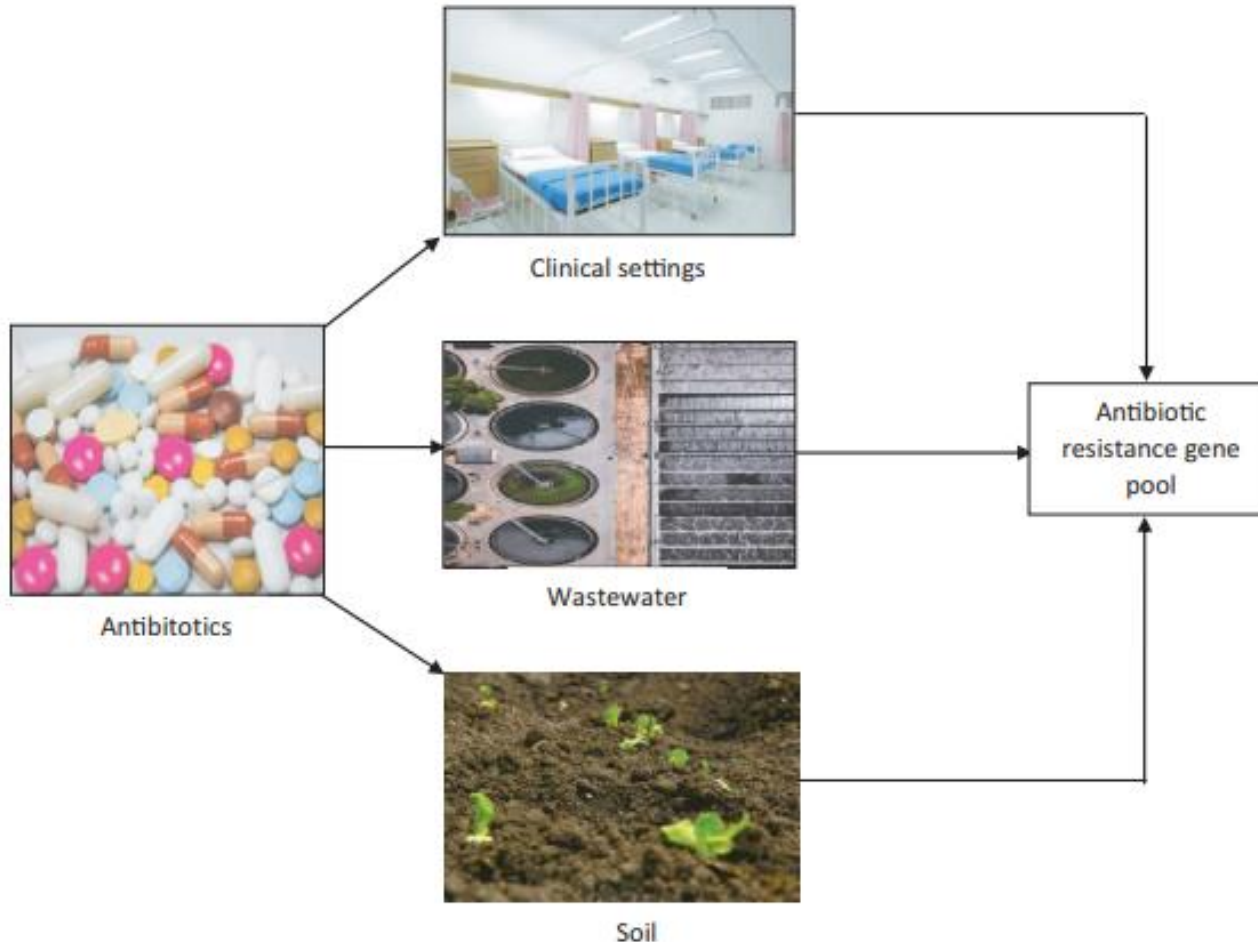 Clinical settings
Antibitotics
Wastewater
Antibiotic
resistance gene
pool
Soil